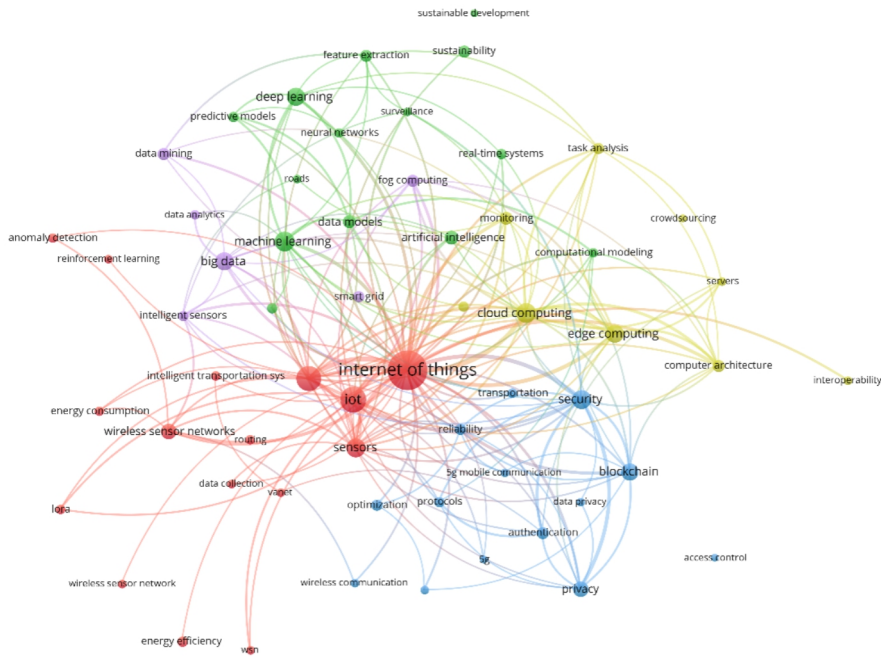 sustainable development
sustainability
feature extraction
deep learning
surveillance
predictive models
neural networks
task analysis
data mining
real-time systems
roads
fog computing
data analytics
monitoring
crowdsourcing
data models
anomaly detection
machine learning
artificial intelligence
computational modeling
reinforcement learning
big data
servers
smart grid
intelligent sensors
cloud computing
edge computing
computer architecture
internet of things
intelligent transportation sys
interoperability
transportation
iot
security
energy consumption
reliability
wireless sensor networks
routing
sensors
5g mobile communication
blockchain
data collection
vanet
optimization
protocols
data privacy
lora
authentication
5g
access control
wireless sensor network
wireless communication
privacy
energy efficiency
wsn